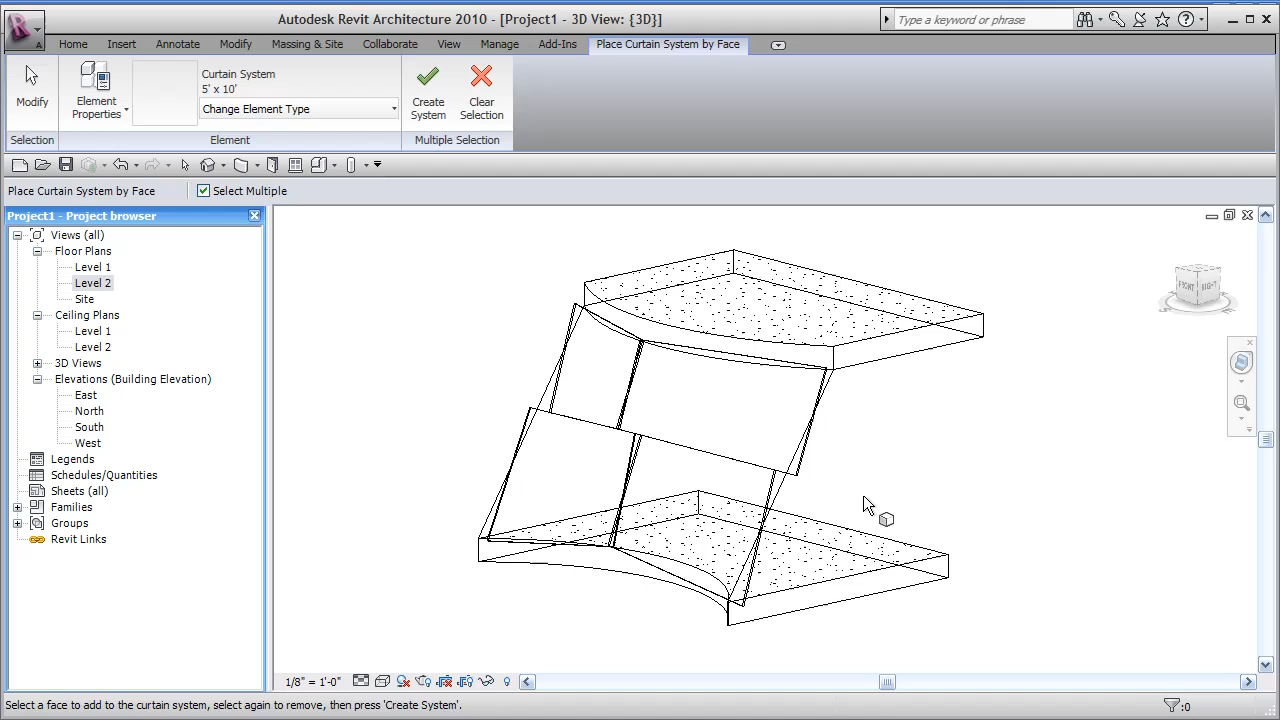 Autodesk Revit Architecture 2010 - [Project1 - 3D View: {3D}]
Type a keyword or phrase
Home Insert Annotate Modify Massing & Site Collaborate View Manage Add-Ins Place Curtain System by Face
Modify
Element Properties
Curtain System
5' x 10'
Change Element Type
Create System
Clear Selection
Selection Element Multiple Selection
Place Curtain System by Face Select Multiple
Project1 - Project browser
Views (all)
Floor Plans
Level 1
Level 2
Site
Ceiling Plans
Level 1
Level 2
3D Views
Elevations (Building Elevation)
East
North
South
West
Legends
Schedules/Quantities
Sheets (all)
Families
Groups
Revit Links
FRONT RIGHT
1/8" = 1'-0"
Select a face to add to the curtain system, select again to remove, then press 'Create System'.
:0